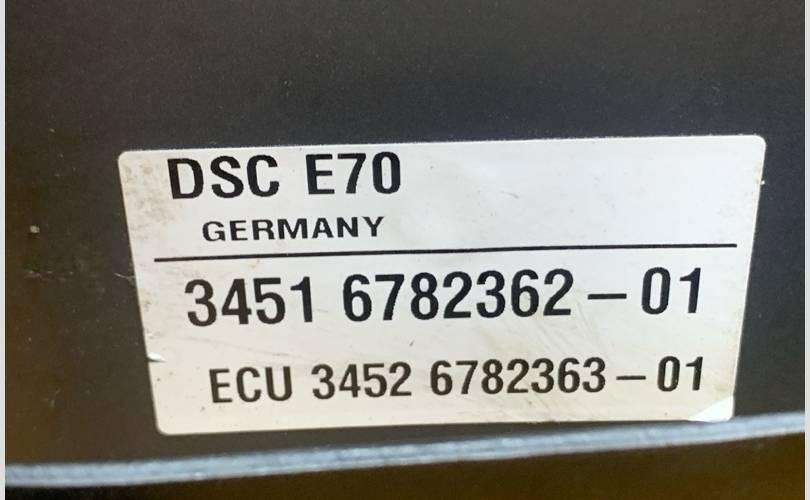 DSC E70
GERMANY
3451 6782362-01
ECU 3452 6782363-01